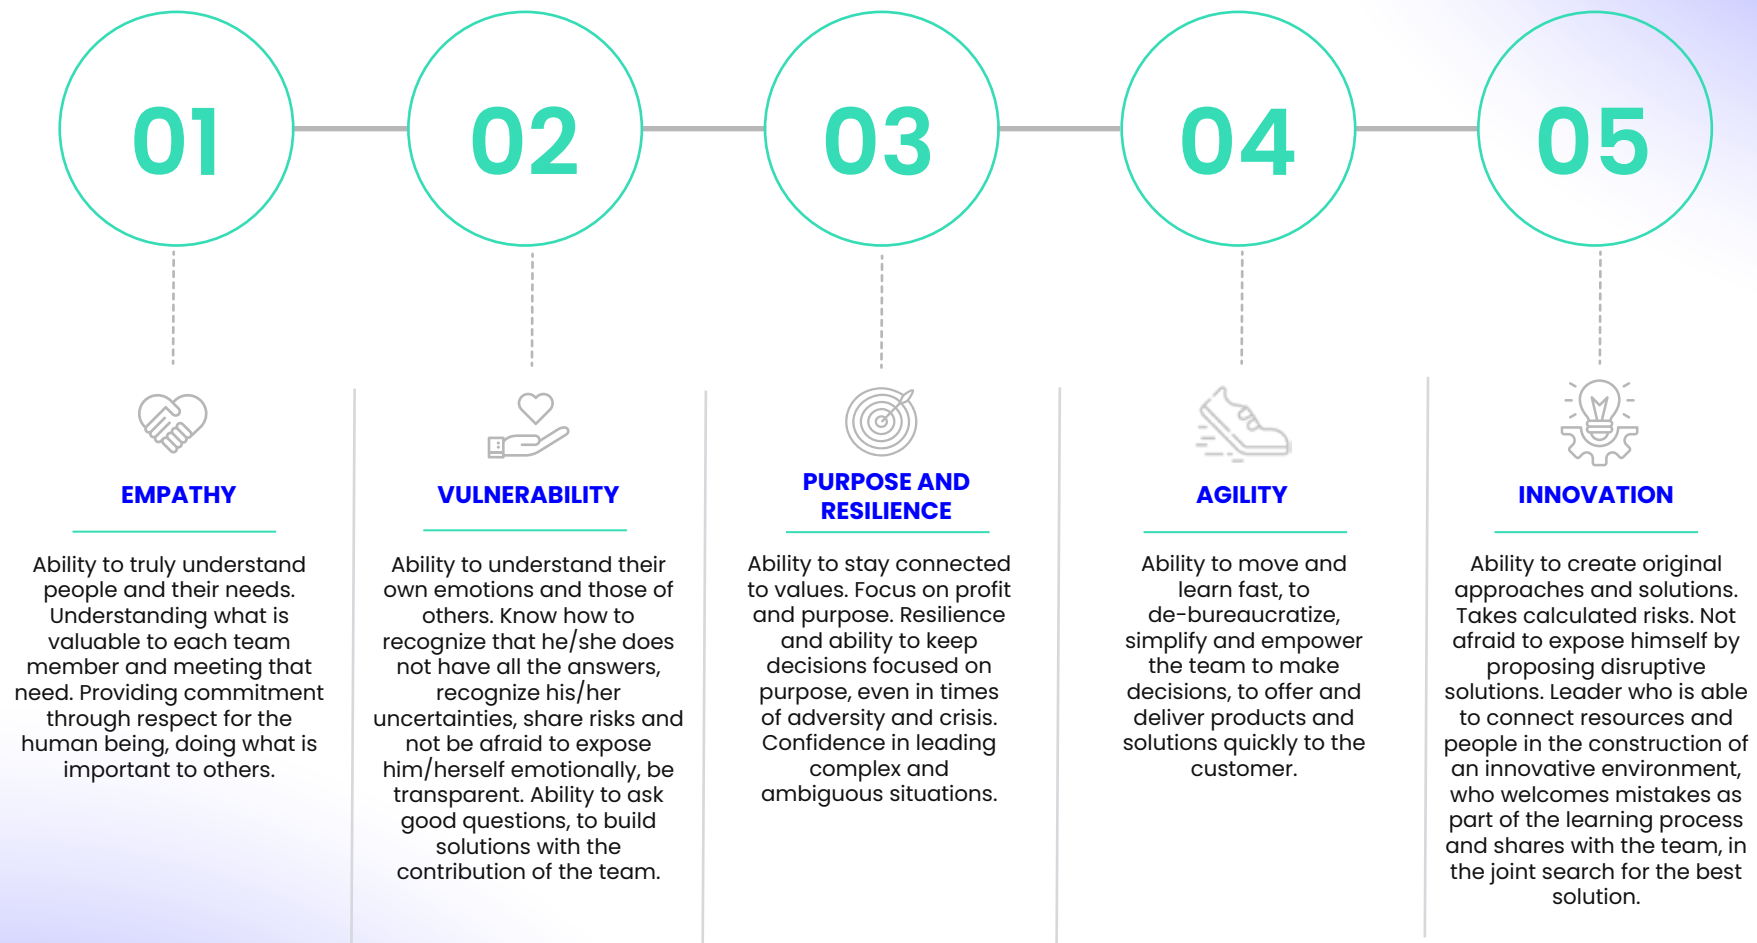 01
02
03
04
05
EMPATHY
Ability to truly understand
people and their needs.
Understanding what is
valuable to each team
member and meeting that
need. Providing commitment
through respect for the
human being, doing what is
important to others.
VULNERABILITY
Ability to understand their
own emotions and those of
others. Know how to
recognize that he/she does
not have all the answers,
recognize his/her
uncertainties, share risks and
not be afraid to expose
him/herself emotionally, be
transparent. Ability to ask
good questions, to build
solutions with the
contribution of the team.
PURPOSE AND
RESILIENCE
Ability to stay connected
to values. Focus on profit
and purpose. Resilience
and ability to keep
decisions focused on
purpose, even in times
of adversity and crisis.
Confidence in leading
complex and
ambiguous situations.
AGILITY
Ability to move and
learn fast, to
de-bureaucratize,
simplify and empower
the team to make
decisions, to offer and
deliver products and
solutions quickly to the
customer.
INNOVATION
Ability to create original
approaches and solutions.
Takes calculated risks. Not
afraid to expose himself by
proposing disruptive
solutions. Leader who is able
to connect resources and
people in the construction of
an innovative environment,
who welcomes mistakes as
part of the learning process
and shares with the team, in
the joint search for the best
solution.